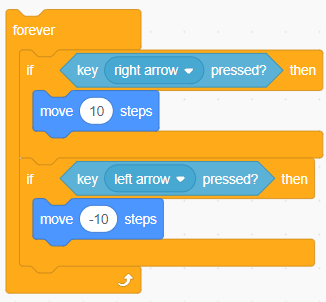 forever
if key right arrow pressed? then
move 10 steps
if key left arrow pressed? then
move -10 steps